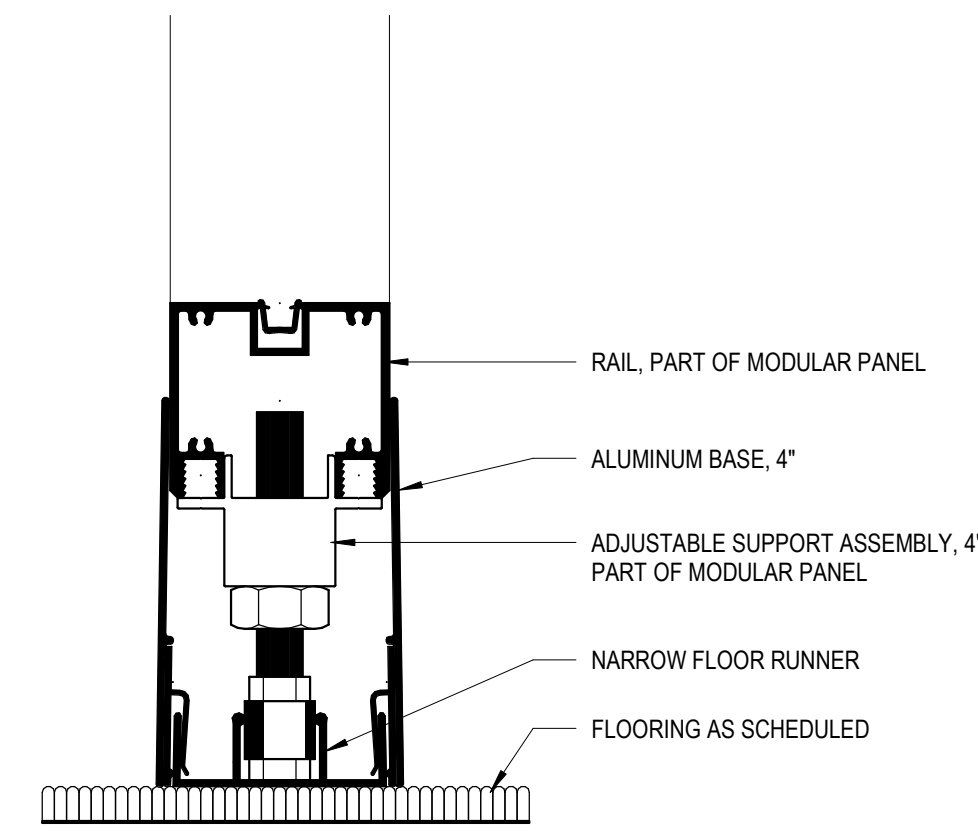 RAIL, PART OF MODULAR PANEL
ALUMINUM BASE, 4"
ADJUSTABLE SUPPORT ASSEMBLY, 4"
PART OF MODULAR PANEL
NARROW FLOOR RUNNER
FLOORING AS SCHEDULED